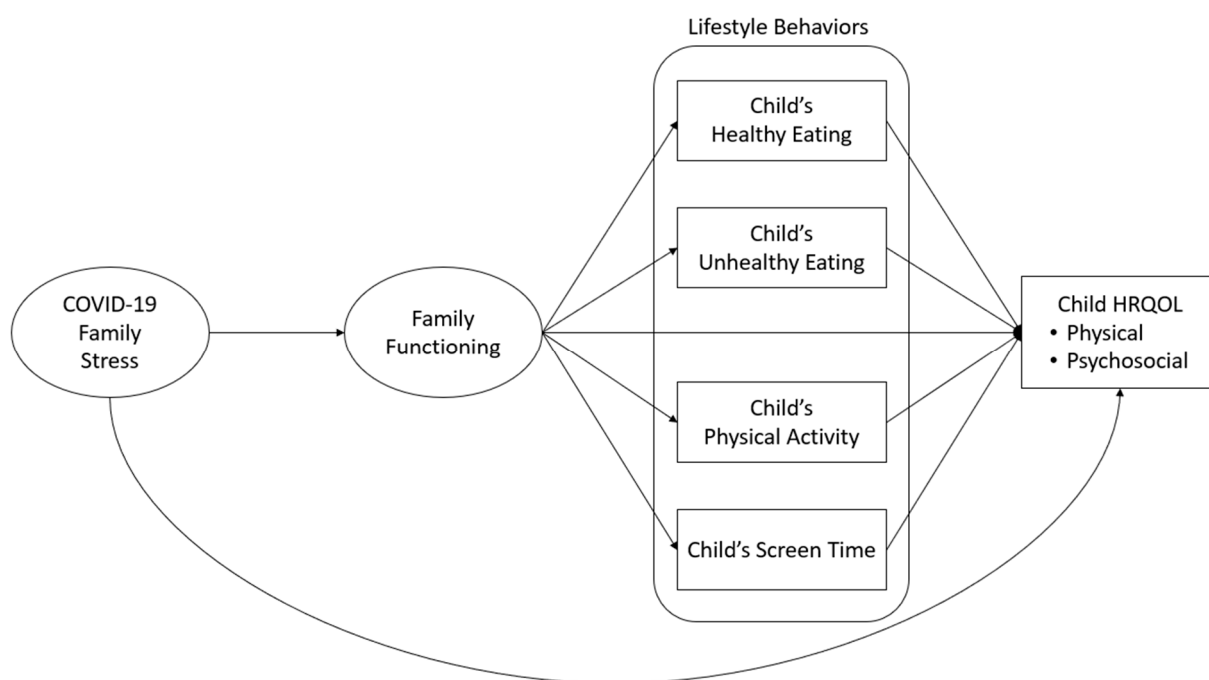 Lifestyle Behaviors
Child’s
Healthy Eating
Child’s
Unhealthy Eating
COVID-19
Family
Stress
Family
Functioning
Child HRQOL
• Physical
• Psychosocial
Child’s
Physical Activity
Child’s Screen Time